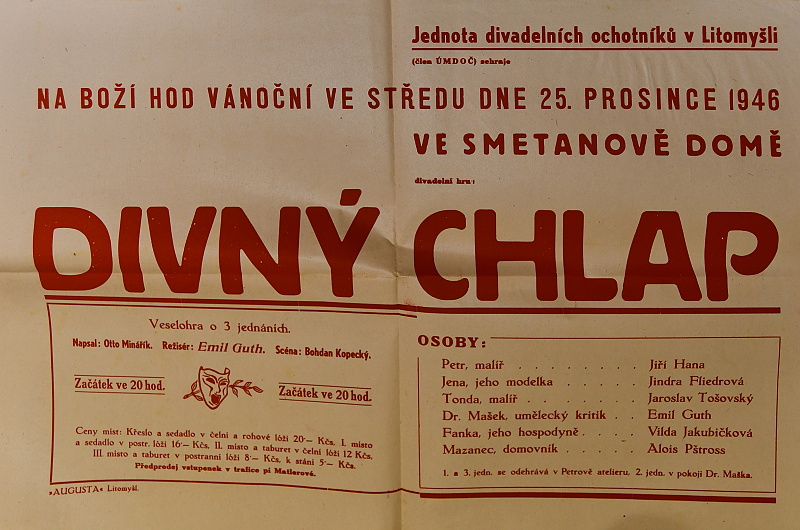 Jednota divadelních ochotníků v Litomyšli
(člen ÚMDOČ) sehraje
NA BOŽÍ HOD VÁNOČNÍ VE STŘEDU DNE 25. PROSINCE 1946
VE SMETANOVĚ DOMĚ
divadelní hru:
DIVNÝ CHLAP
Veselohra o 3 jednáních.
Napsal: Otto Minářík. Režisér: Emil Guth. Scéna: Bohdan Kopecký.
Začátek ve 20 hod. Začátek ve 20 hod.
Ceny míst: Křeslo a sedadlo v čelní a rohové lóži 20·— Kčs, I. místo
a sedadlo v postr. lóži 16·— Kčs, II. místo a taburet v čelní lóži 12 Kčs,
III. místo a taburet v postranní lóži 8·— Kčs, k stání 5·— Kčs.
Předprodej vstupenek v trafice pí Matlerové.
»AUGUSTA« Litomyšl.
OSOBY:
Petr, malíř . . . . . . . . Jiří Hana
Jena, jeho modelka . . . . . . Jindra Fliedrová
Tonda, malíř . . . . . . . Jaroslav Tošovský
Dr. Mašek, umělecký kritik . . Emil Guth
Fanka, jeho hospodyně . . . . . Vilda Jakubíčková
Mazanec, domovník . . . . . Alois Pštross
1. a 3. jedn. se odehrává v Petrově atelieru, 2. jedn. v pokoji Dr. Maška.